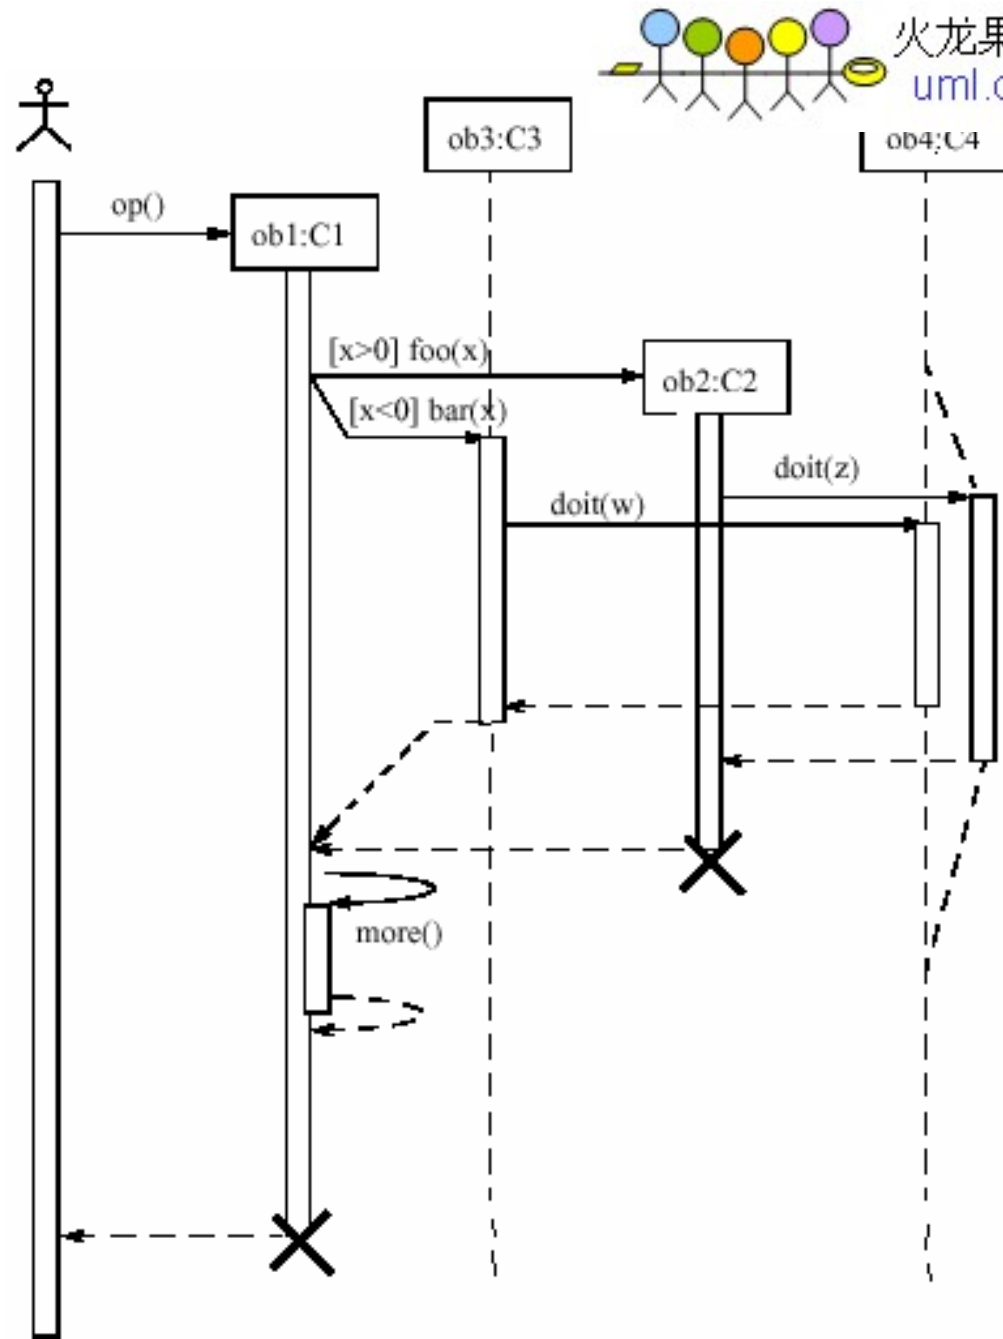 火龙果
uml.
ob3:C3
ob4:C4
op()
ob1:C1
[x>0] foo(x)
ob2:C2
[x<0] bar(x)
doit(z)
doit(w)
more()